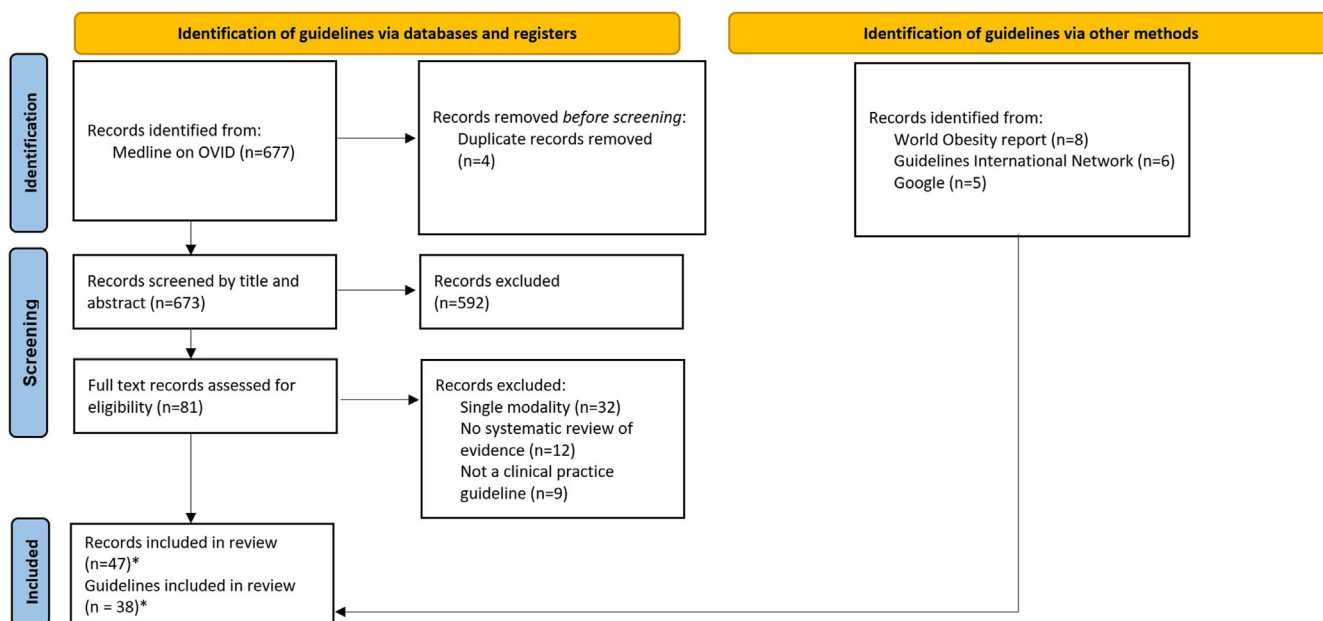 Identification of guidelines via databases and registers
Identification of guidelines via other methods
Identification
Records identified from:
Medline on OVID (n=677)
Records removed before screening:
Duplicate records removed
(n=4)
Records identified from:
World Obesity report (n=8)
Guidelines International Network (n=6)
Google (n=5)
Screening
Records screened by title and
abstract (n=673)
Records excluded
(n=592)
Full text records assessed for
eligibility (n=81)
Records excluded:
Single modality (n=32)
No systematic review of
evidence (n=12)
Not a clinical practice
guideline (n=9)
Included
Records included in review
(n=47)*
Guidelines included in review
(n = 38)*